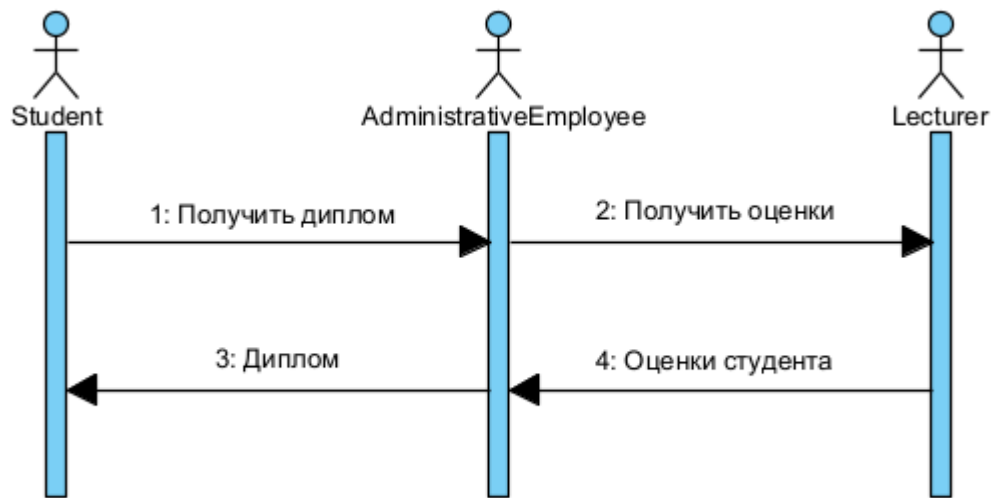 Student
AdministrativeEmployee
Lecturer
1: Получить диплом
2: Получить оценки
3: Диплом
4: Оценки студента